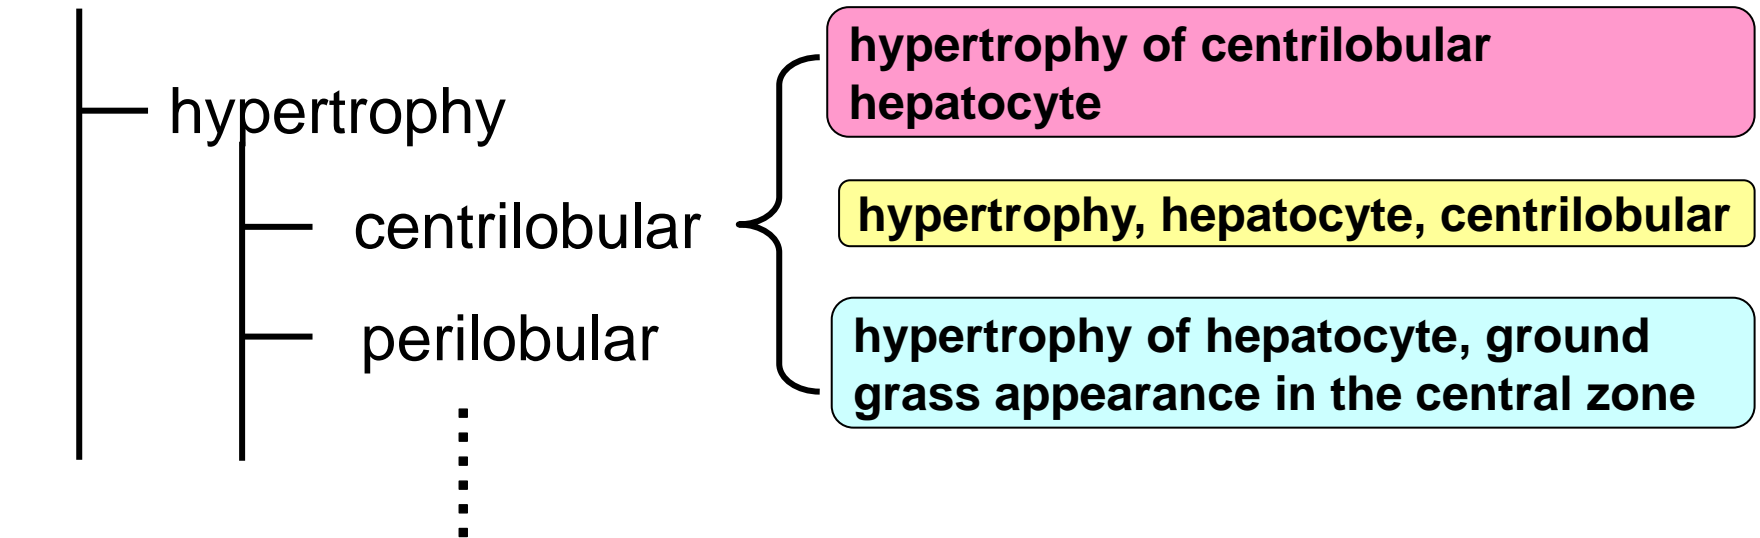 hypertrophy
centrilobular
perilobular
hypertrophy of centrilobular
hepatocyte
hypertrophy, hepatocyte, centrilobular
hypertrophy of hepatocyte, ground
grass appearance in the central zone